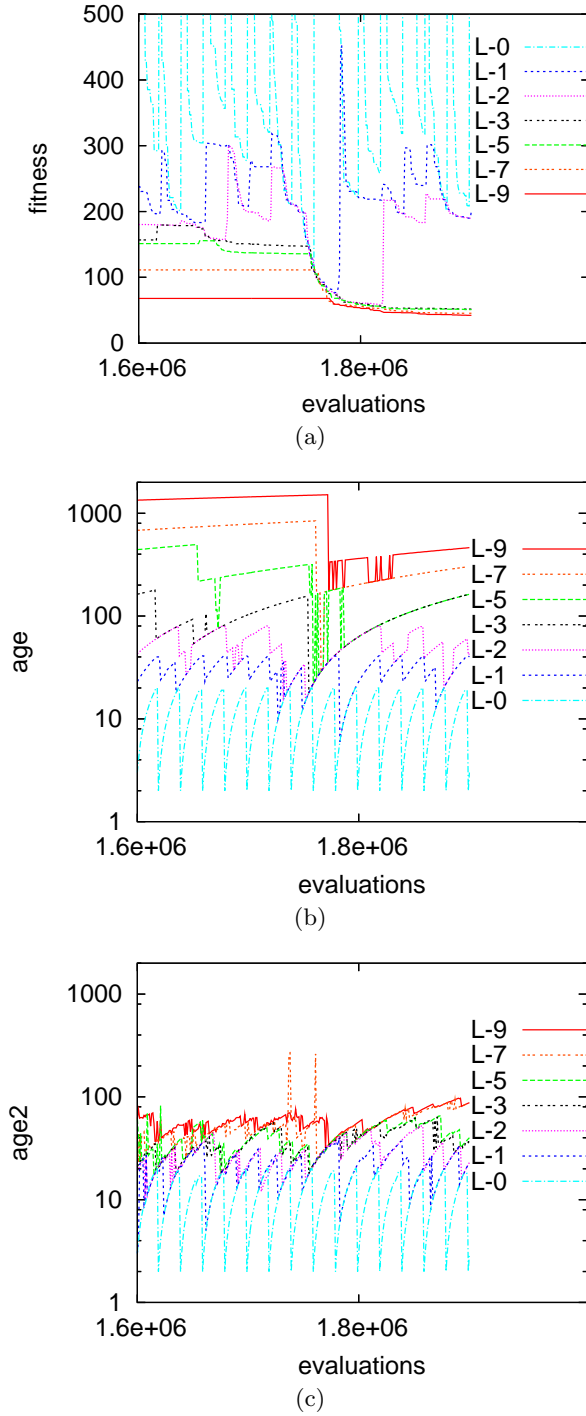 500
400
300
200
100
0
fitness
1.6e+06
1.8e+06
evaluations
L-0
L-1
L-2
L-3
L-5
L-7
L-9
(a)
1000
100
10
1
age
1.6e+06
1.8e+06
evaluations
L-9
L-7
L-5
L-3
L-2
L-1
L-0
(b)
1000
100
10
1
age2
1.6e+06
1.8e+06
evaluations
L-9
L-7
L-5
L-3
L-2
L-1
L-0
(c)